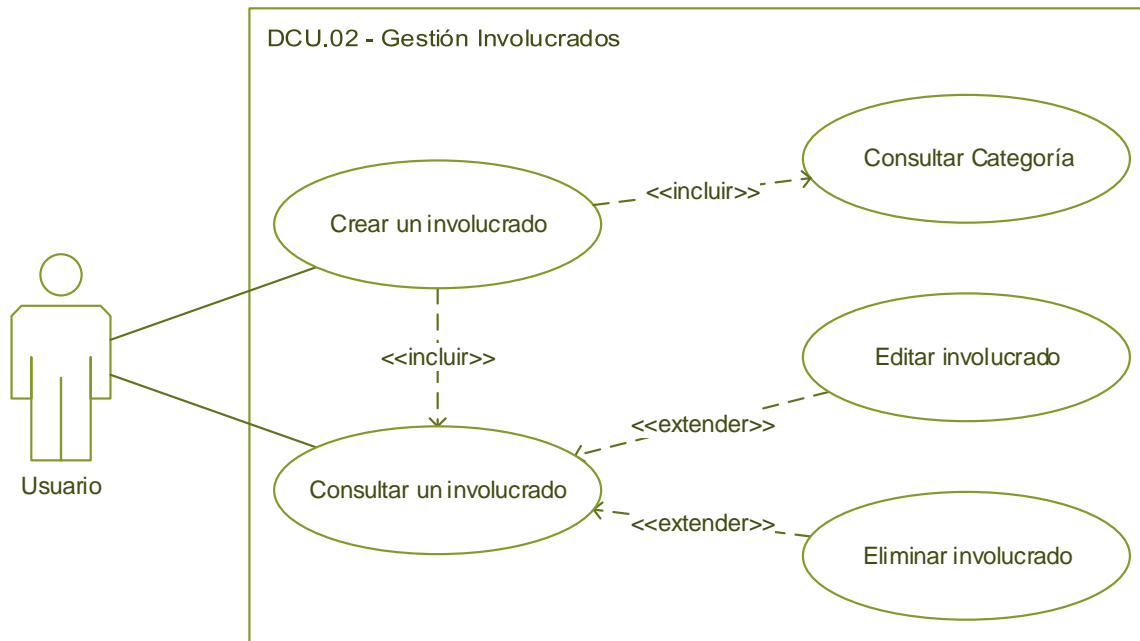 DCU.02 - Gestión Involucrados
Consultar Categoría
<<incluir>>
Crear un involucrado
<<incluir>>
Editar involucrado
<<extender>>
Usuario
Consultar un involucrado
<<extender>>
Eliminar involucrado